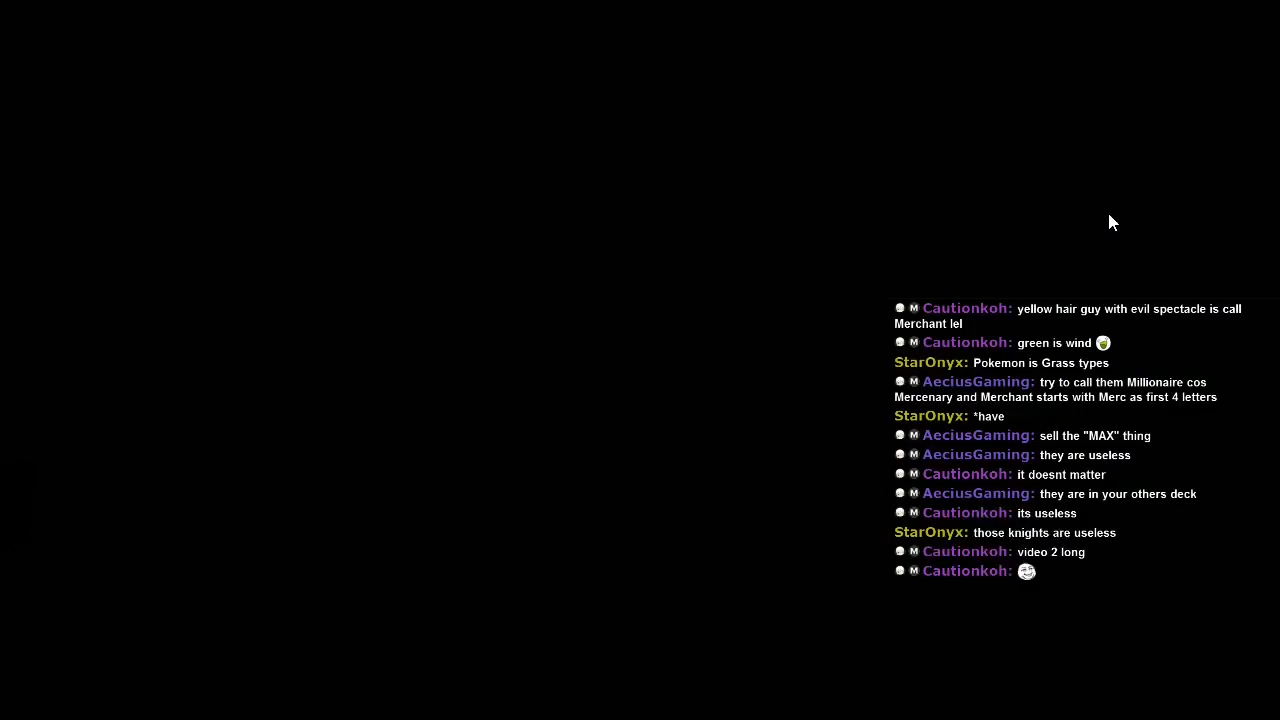 M Cautionkoh: yellow hair guy with evil spectacle is call
Merchant lel
M Cautionkoh: green is wind
StarOnyx: Pokemon is Grass types
M AeciusGaming: try to call them Millionaire cos
Mercenary and Merchant starts with Merc as first 4 letters
StarOnyx: *have
M AeciusGaming: sell the "MAX" thing
M AeciusGaming: they are useless
M Cautionkoh: it doesnt matter
M AeciusGaming: they are in your others deck
M Cautionkoh: its useless
StarOnyx: those knights are useless
M Cautionkoh: video 2 long
M Cautionkoh: